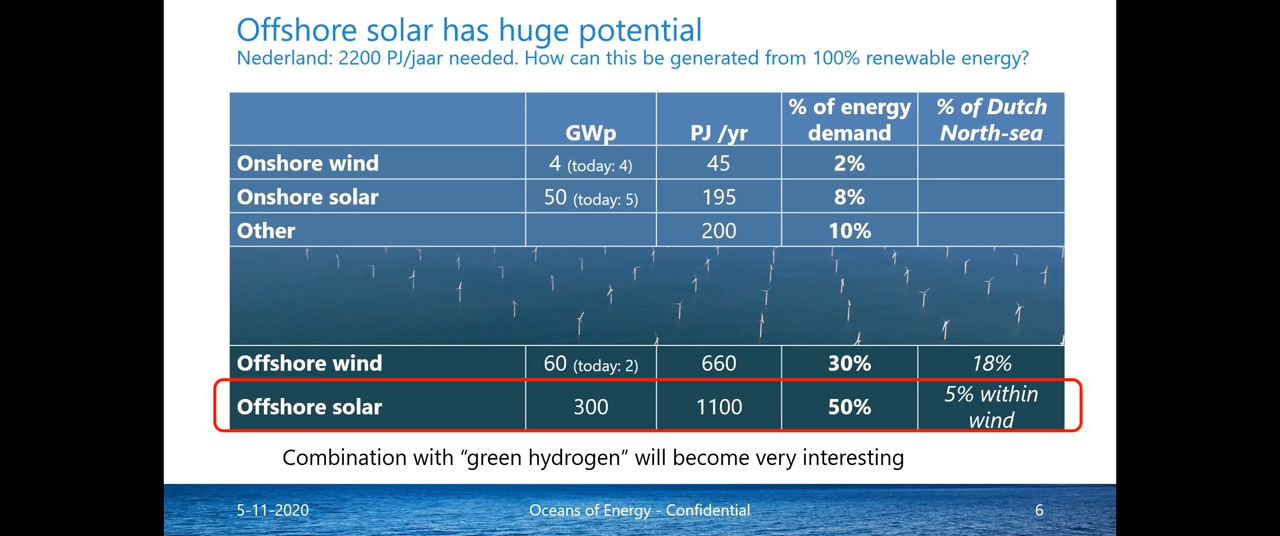 Offshore solar has huge potential
Nederland: 2200 PJ/jaar needed. How can this be generated from 100% renewable energy?
GWp PJ /yr % of energy demand % of Dutch North-sea
Onshore wind 4 (today: 4) 45 2%
Onshore solar 50 (today: 5) 195 8%
Other 200 10%
Offshore wind 60 (today: 2) 660 30% 18%
Offshore solar 300 1100 50% 5% within wind
Combination with “green hydrogen” will become very interesting
5-11-2020 Oceans of Energy - Confidential 6